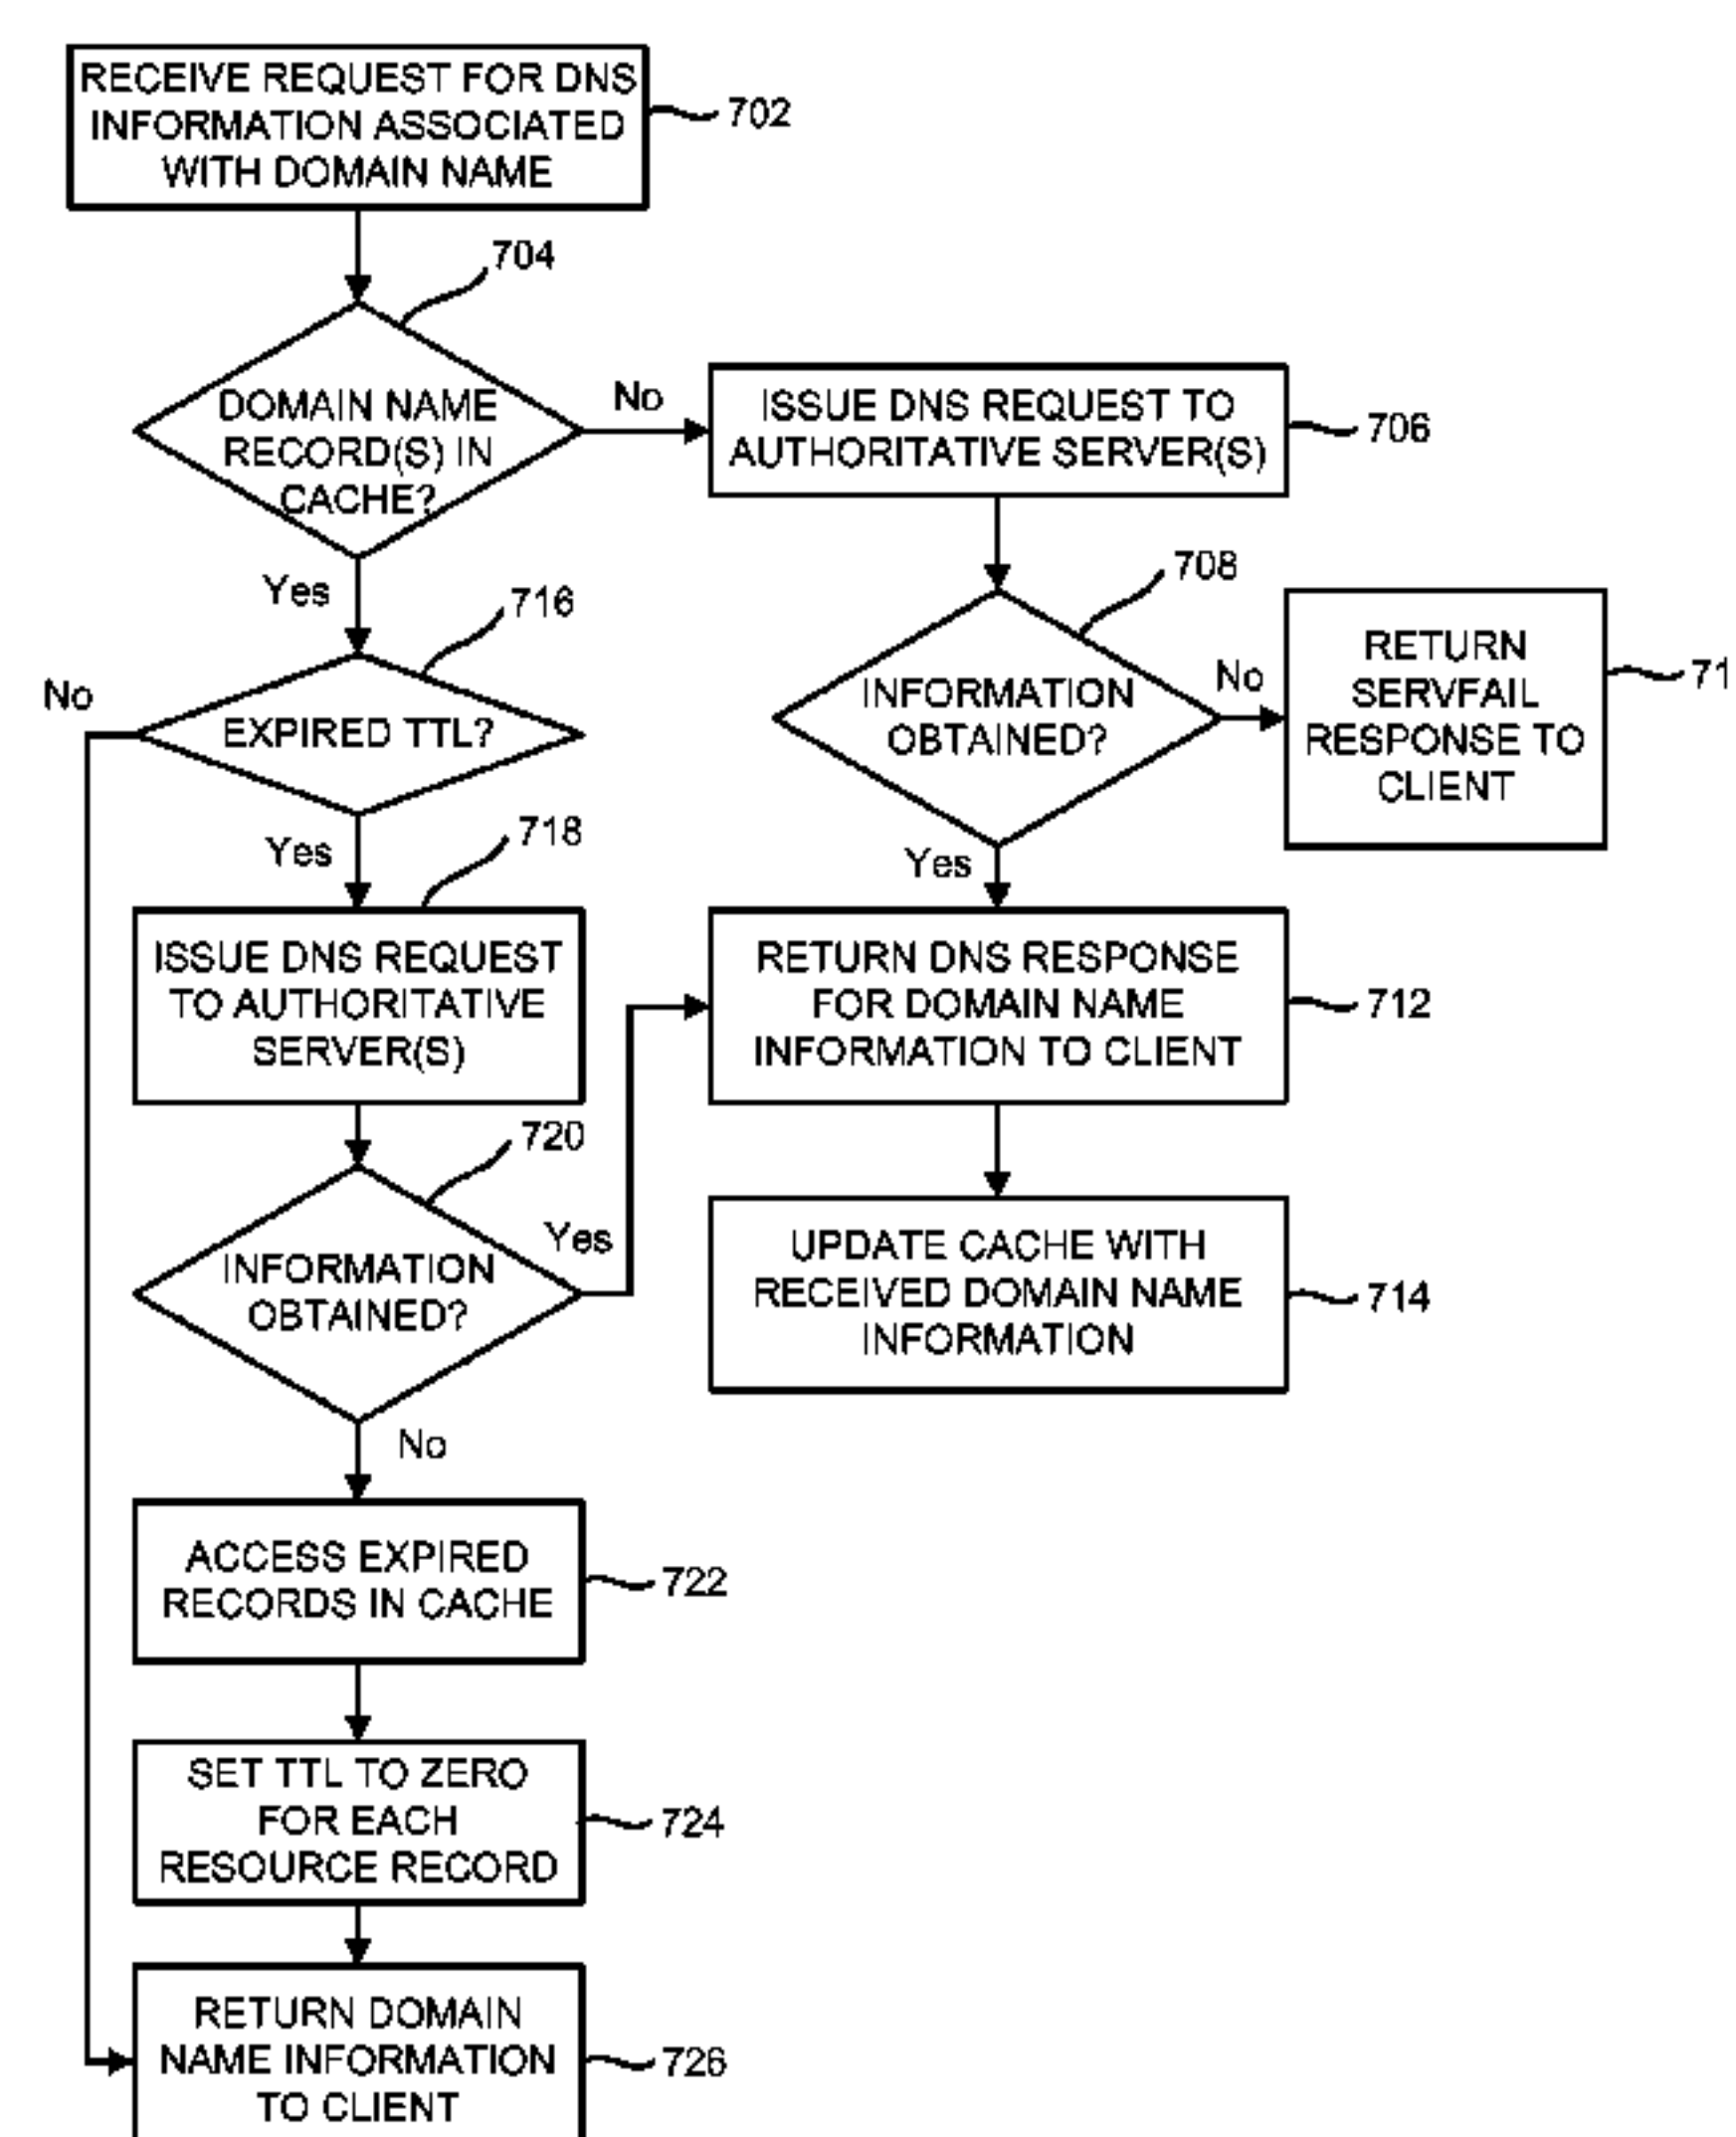 RECEIVE REQUEST FOR DNS
INFORMATION ASSOCIATED
WITH DOMAIN NAME
702
704
DOMAIN NAME
RECORD(S) IN
CACHE?
No
ISSUE DNS REQUEST TO
AUTHORITATIVE SERVER(S)
706
Yes
708
716
INFORMATION
OBTAINED?
No
RETURN
SERVFAIL
RESPONSE TO
CLIENT
71
No
EXPIRED TTL?
Yes
718
Yes
ISSUE DNS REQUEST
TO AUTHORITATIVE
SERVER(S)
RETURN DNS RESPONSE
FOR DOMAIN NAME
INFORMATION TO CLIENT
712
720
INFORMATION
OBTAINED?
Yes
UPDATE CACHE WITH
RECEIVED DOMAIN NAME
INFORMATION
714
No
ACCESS EXPIRED
RECORDS IN CACHE
722
SET TTL TO ZERO
FOR EACH
RESOURCE RECORD
724
RETURN DOMAIN
NAME INFORMATION
TO CLIENT
726